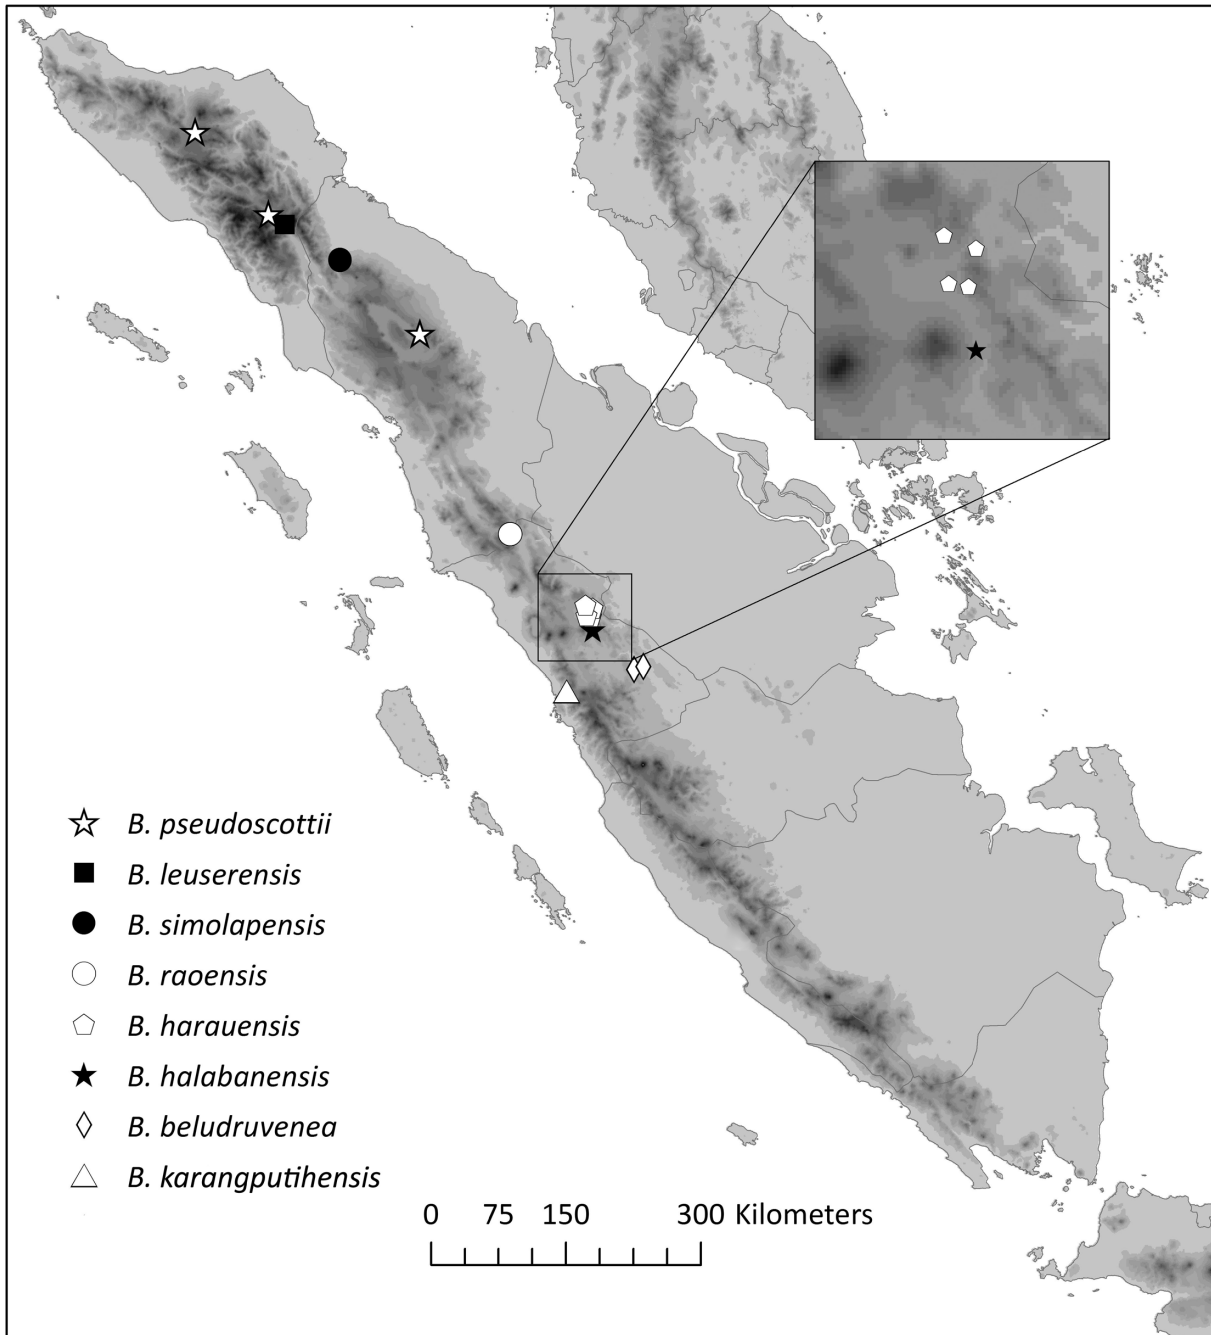 B. pseudoscottii
B. leuserensis
B. simolapensis
B. raoensis
B. harauensis
B. halabanensis
B. beludruvenea
B. karangputihensis
0 75 150 300 Kilometers